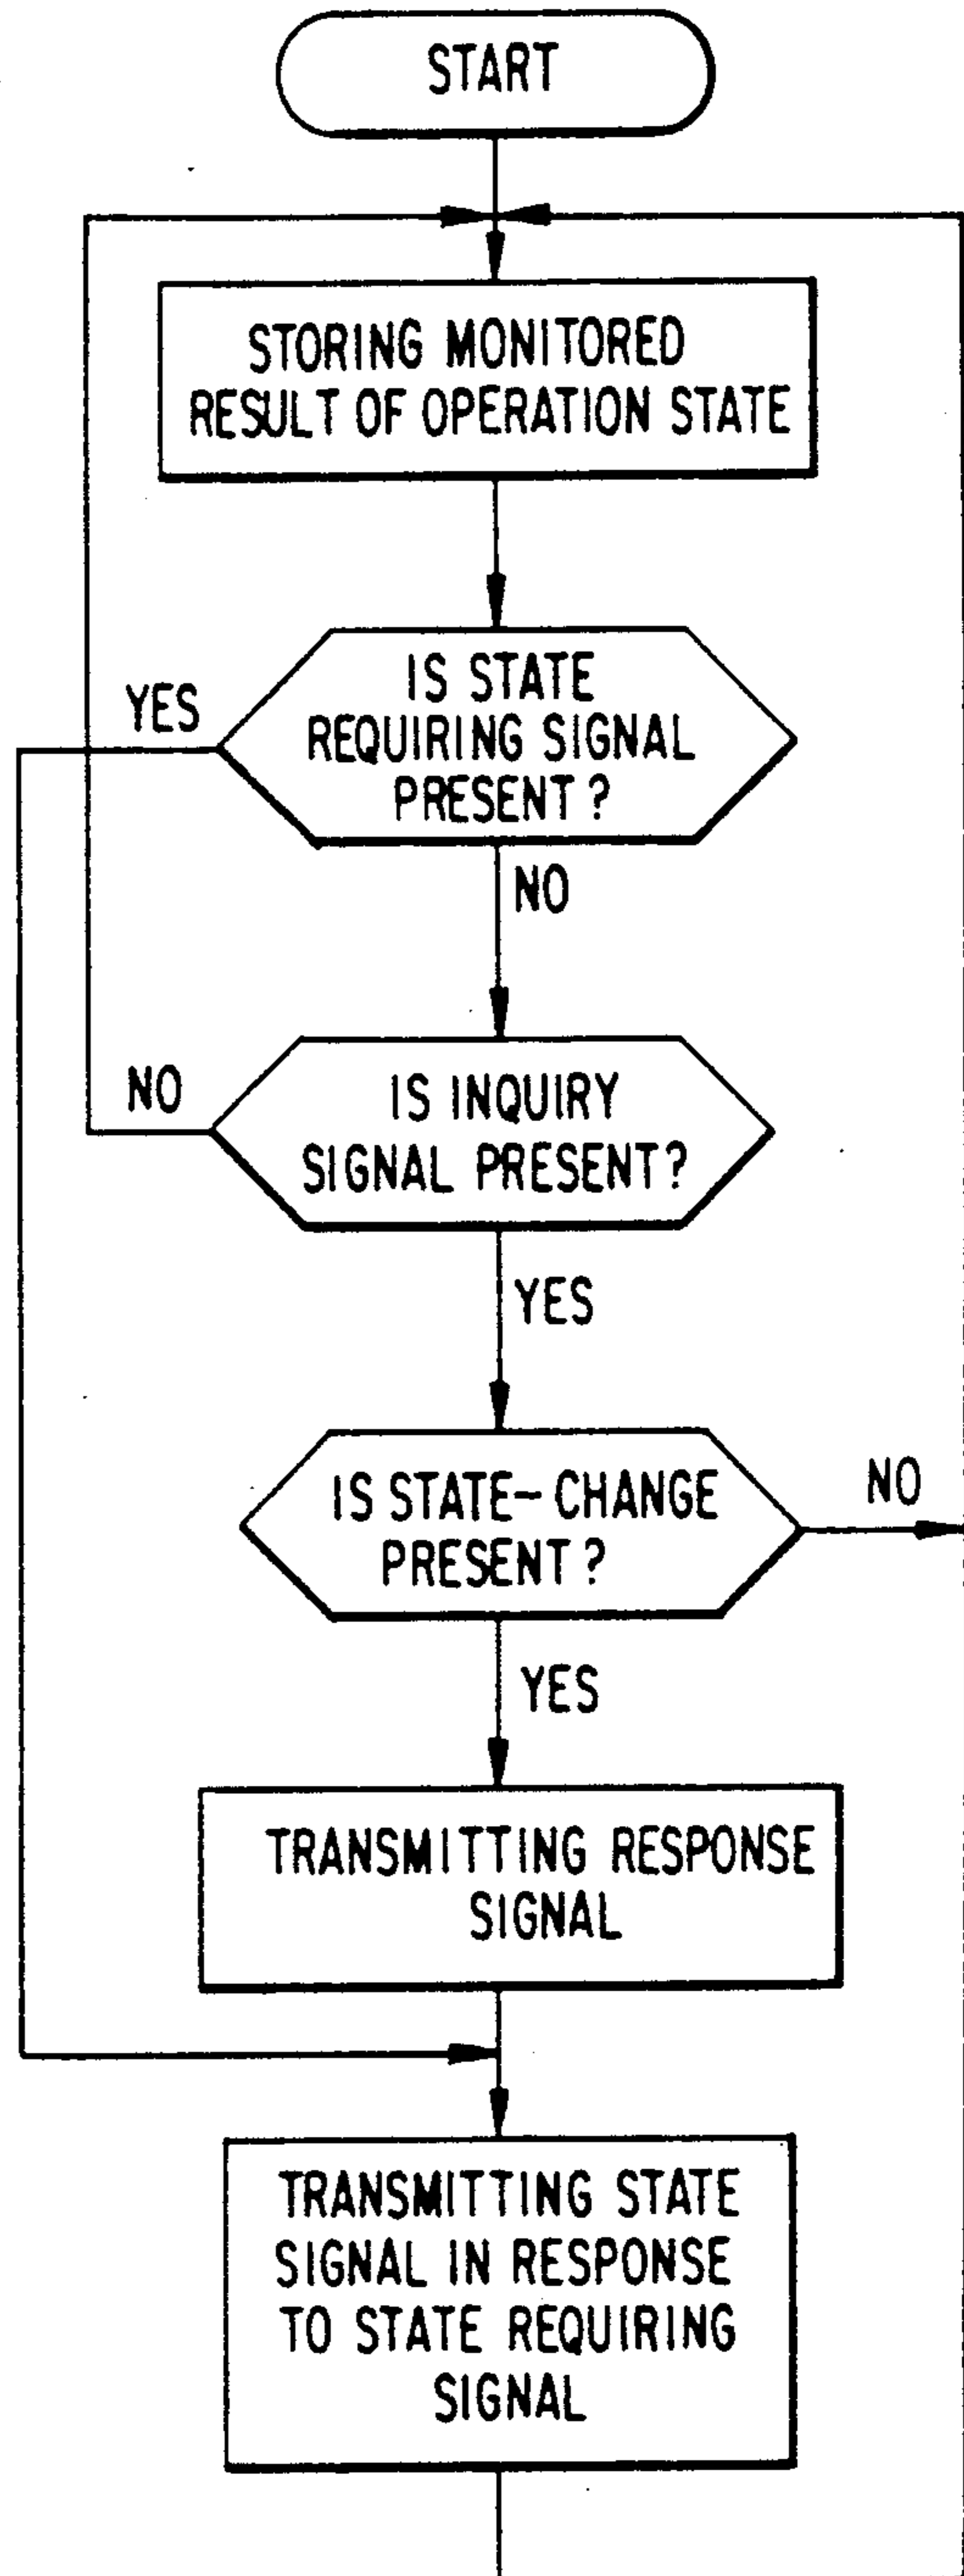 START
STORING MONITORED
RESULT OF OPERATION STATE
IS STATE
REQUIRING SIGNAL
PRESENT?
YES
NO
IS INQUIRY
SIGNAL PRESENT?
NO
YES
IS STATE-CHANGE
PRESENT?
NO
YES
TRANSMITTING RESPONSE
SIGNAL
TRANSMITTING STATE
SIGNAL IN RESPONSE
TO STATE REQUIRING
SIGNAL